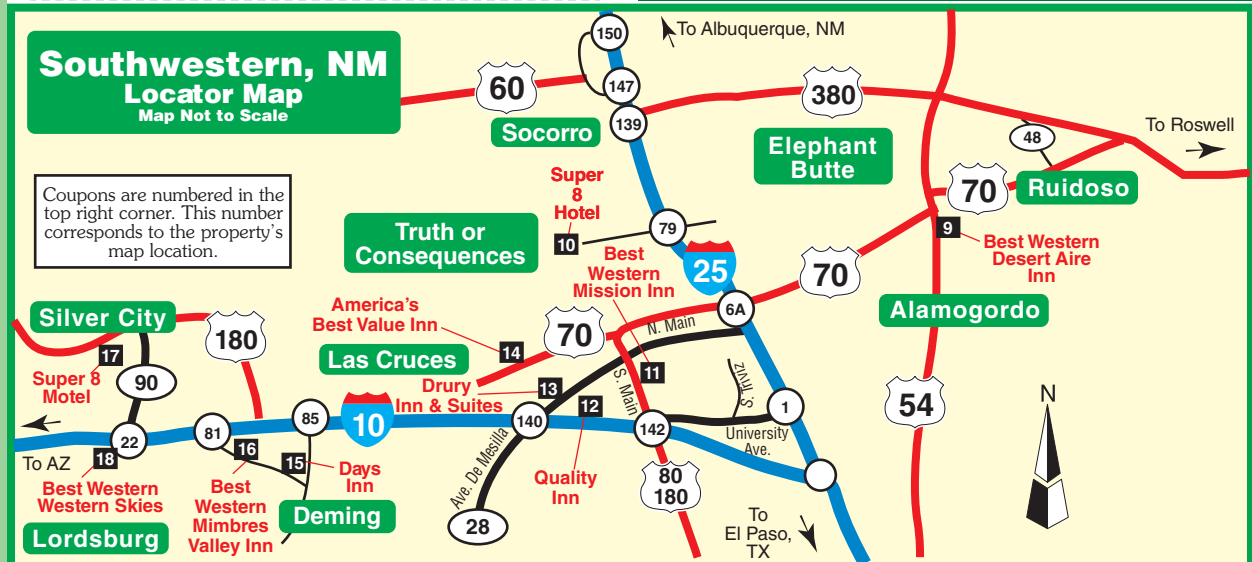 Southwestern, NM
Locator Map
Map Not to Scale
Coupons are numbered in the
top right corner. This number
corresponds to the property's
map location.
150
To Albuquerque, NM
60
147
380
Socorro
139
Elephant
Butte
48
To Roswell
70
Ruidoso
Super
8
Hotel
10
79
Truth or
Consequences
25
Best
Western
Mission Inn
9
Best Western
Desert Aire
Inn
70
Alamogordo
6A
Silver City
180
America's
Best Value Inn
14
70
N. Main
Las Cruces
17
Super 8
Motel
90
Drury
Inn & Suites
13
11
S. Main
S. Triviz
54
N
22
81
85
10
140
12
142
1
University
Ave.
To AZ
18
Best Western
Western Skies
16
Best
Western
Mimbres
Valley Inn
15
Days
Inn
Ave. De Mesilla
Quality
Inn
80
180
Lordsburg
Deming
28
To
El Paso,
TX